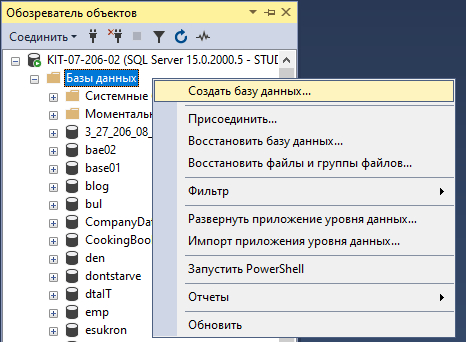 Обозреватель объектов
Соединить
KIT-07-206-02 (SQL Server 15.0.2000.5 - STUD
Базы данных
Системные
Моменталь
3_27_206_08_
bae02
base01
blog
bul
CompanyDat
CookingBoo
den
dontstarve
dtalT
emp
esukron
Создать базу данных...
Присоединить...
Восстановить базу данных...
Восстановить файлы и группы файлов...
Фильтр
Развернуть приложение уровня данных...
Импорт приложения уровня данных...
Запустить PowerShell
Отчеты
Обновить